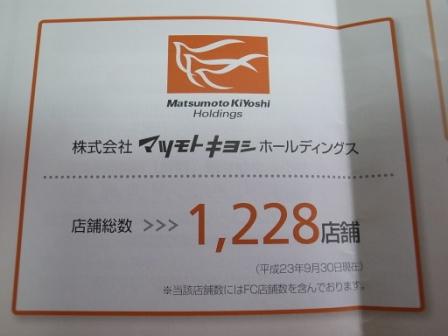 Matsumoto KiYoshi
Holdings
株式会社 マツモトキヨシ ホールディングス
店舗総数 >>> 1,228店舗
(平成23年9月30日現在)
※当該店舗数にはFC店舗数を含んでおります。